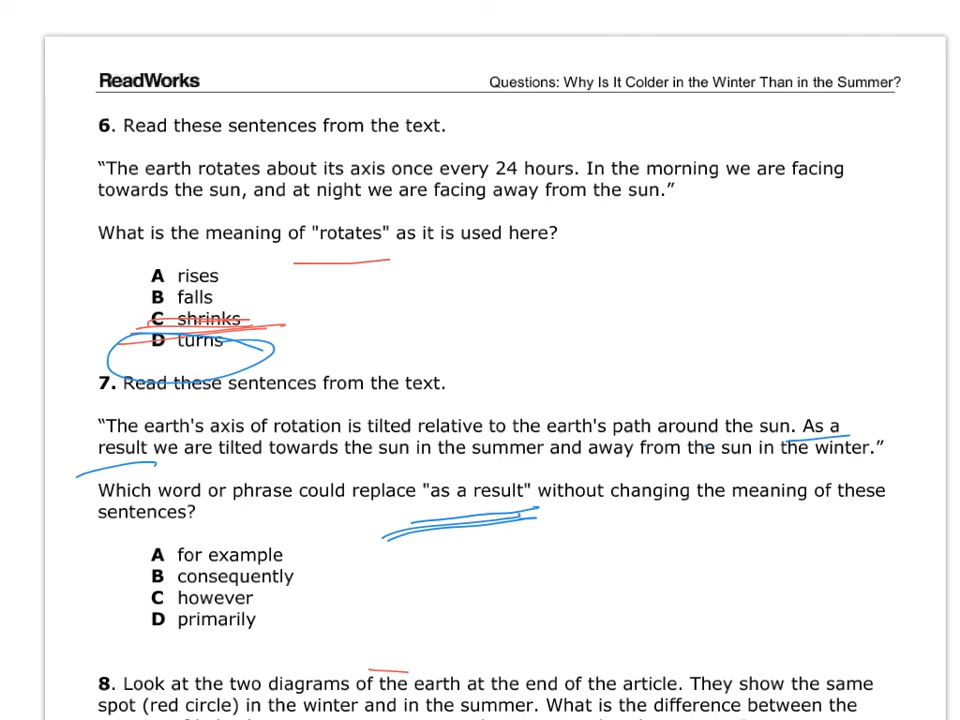 ReadWorks
Questions: Why Is It Colder in the Winter Than in the Summer?
6. Read these sentences from the text.
“The earth rotates about its axis once every 24 hours. In the morning we are facing
towards the sun, and at night we are facing away from the sun.”
What is the meaning of "rotates" as it is used here?
A rises
B falls
C shrinks
D turns
7. Read these sentences from the text.
“The earth's axis of rotation is tilted relative to the earth's path around the sun. As a
result we are tilted towards the sun in the summer and away from the sun in the winter.”
Which word or phrase could replace "as a result" without changing the meaning of these
sentences?
A for example
B consequently
C however
D primarily
8. Look at the two diagrams of the earth at the end of the article. They show the same
spot (red circle) in the winter and in the summer. What is the difference between the